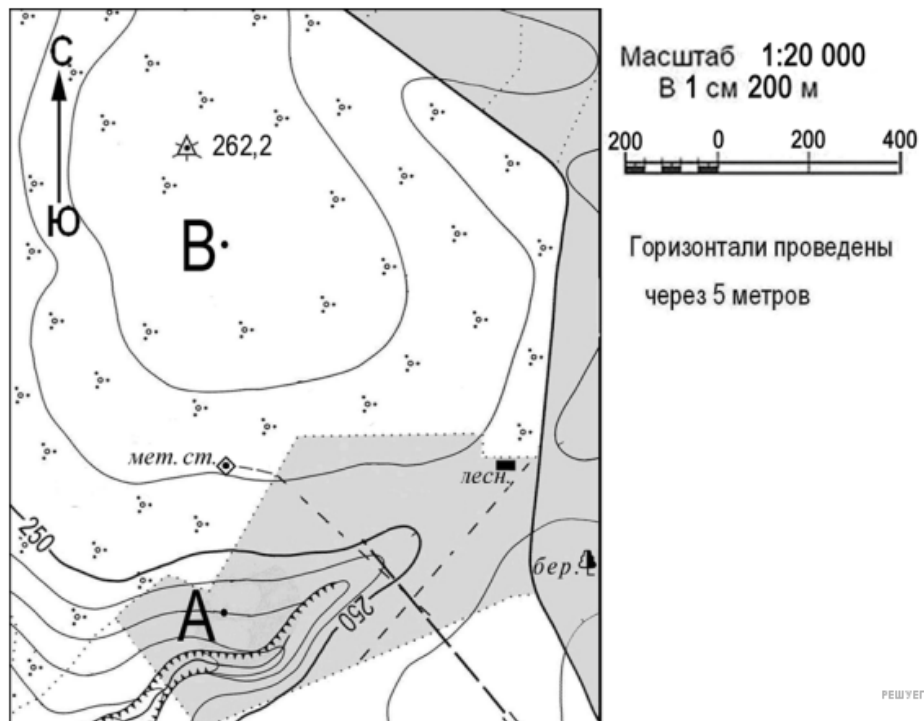 С
Ю
262,2
В
мет. ст.
лесн.
250
бер.
А
250
Масштаб 1:20 000
В 1 см 200 м
200 0 200 400
Горизонтали проведены
через 5 метров
РЕШУЕГ